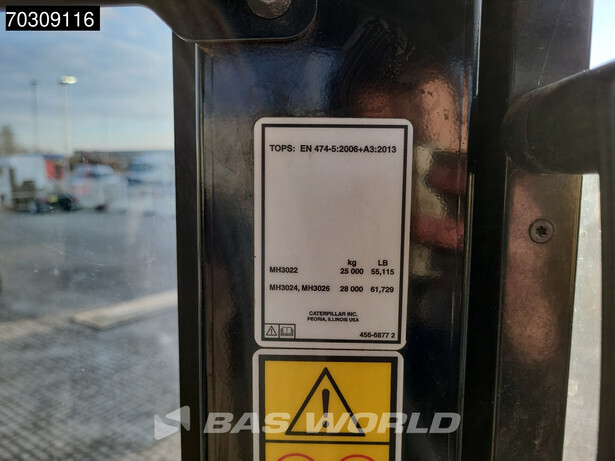 70309116
TOPS: EN 474-5:2006+A3:2013
kg LB
MH3022 25 000 55,115
MH3024, MH3026 28 000 61,729
CATERPILLAR INC.
PEORIA, ILLINOIS USA
456-6877 2
BAS WORLD